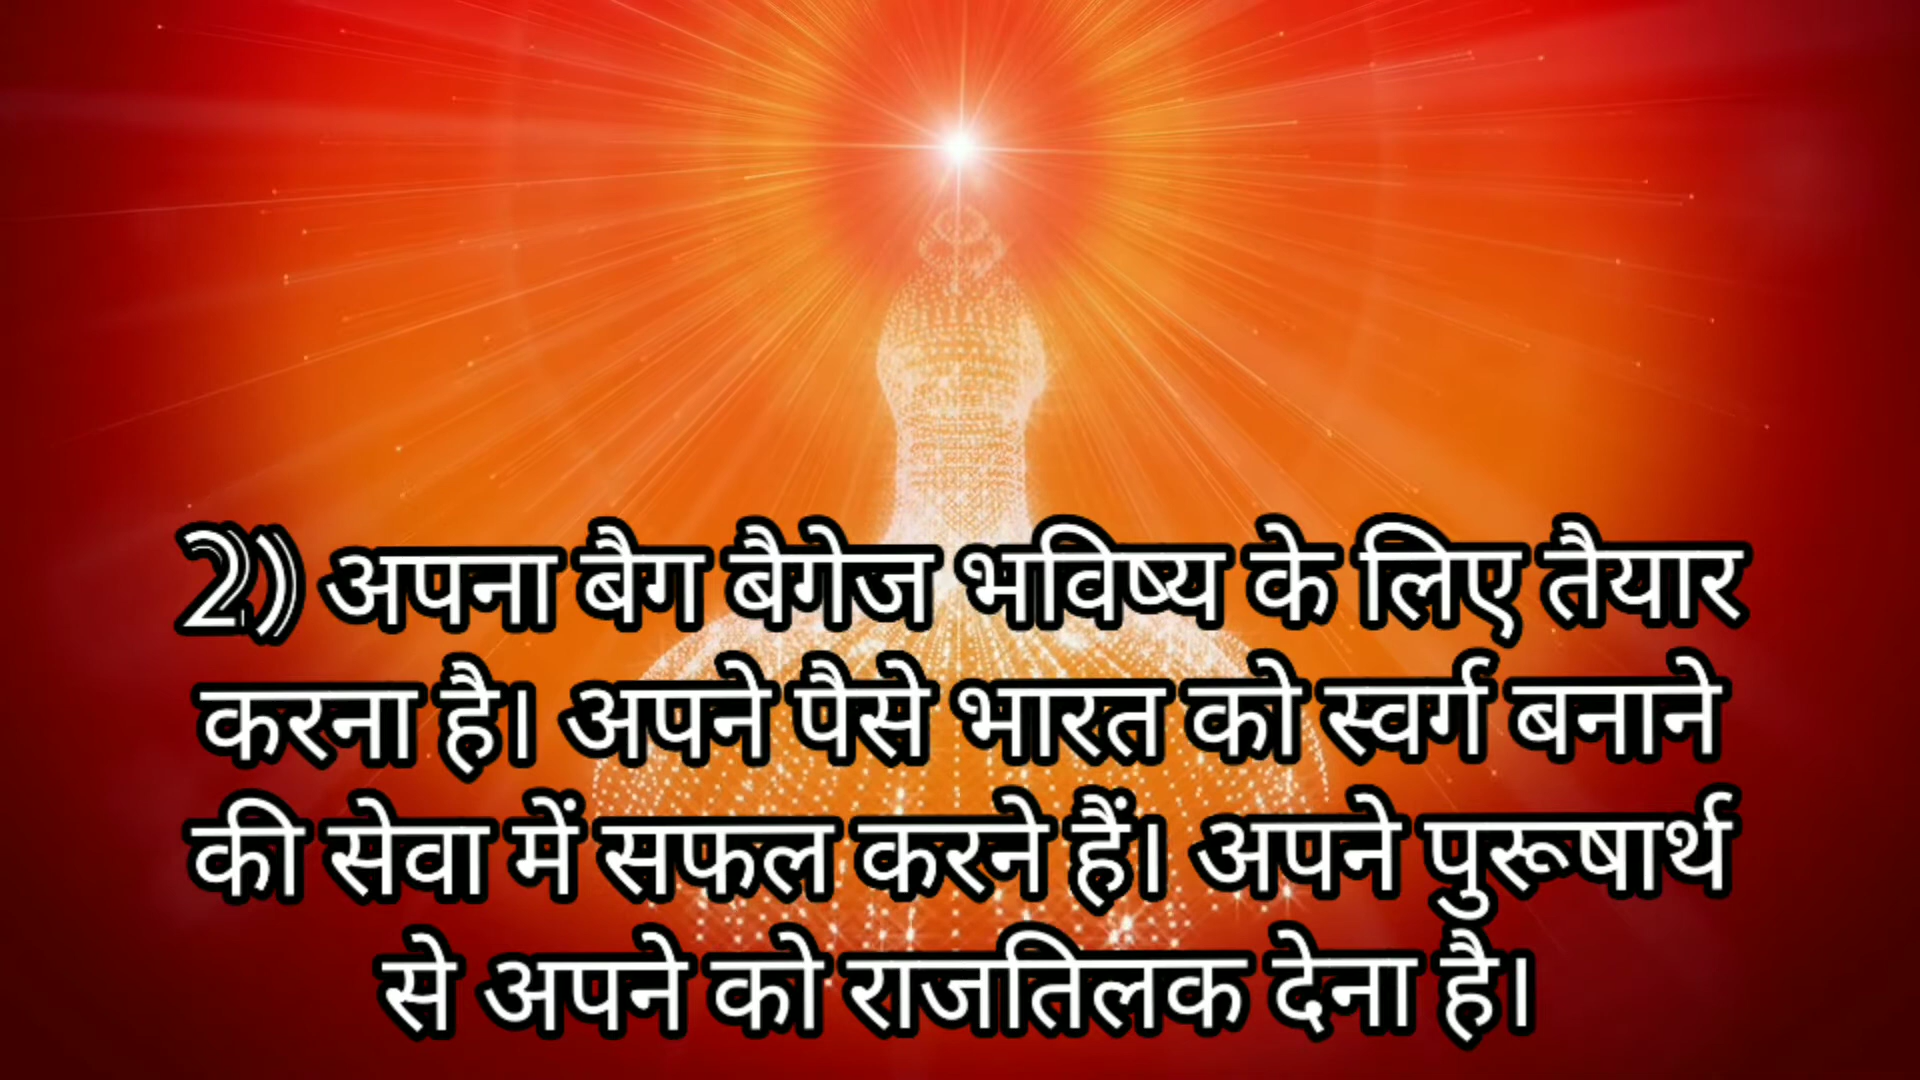 2) अपना बैग बैगेज भविष्य के लिए तैयार
करना है। अपने पैसे भारत को स्वर्ग बनाने
की सेवा में सफल करने हैं। अपने पुरूषार्थ
से अपने को राजतिलक देना है।